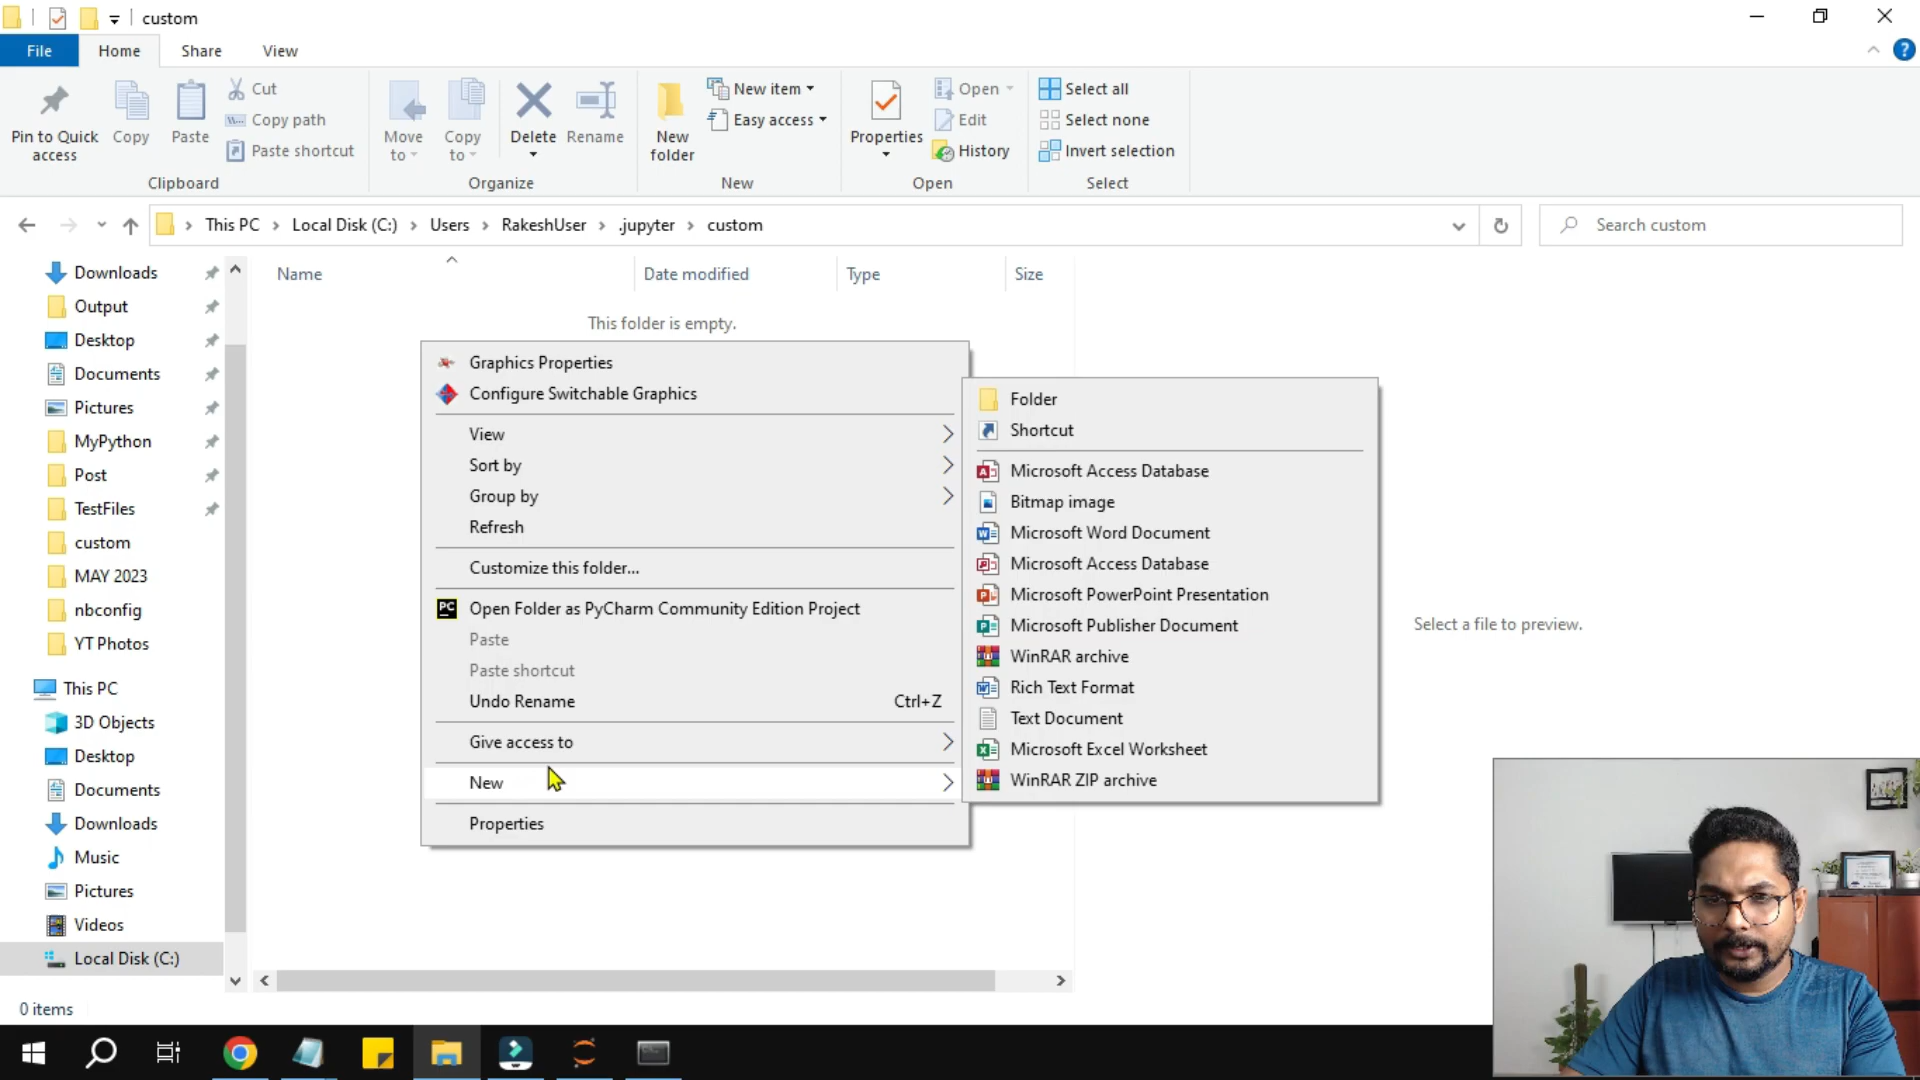 custom
File Home Share View
Pin to Quick access
Copy
Paste
Cut
Copy path
Paste shortcut
Clipboard
Move to
Copy to
Delete
Rename
Organize
New folder
New item
Easy access
New
Properties
Open
Edit
History
Open
Select all
Select none
Invert selection
Select
This PC > Local Disk (C:) > Users > RakeshUser > .jupyter > custom
Search custom
Name Date modified Type Size
This folder is empty.
Downloads
Output
Desktop
Documents
Pictures
MyPython
Post
TestFiles
custom
MAY 2023
nbconfig
YT Photos
This PC
3D Objects
Desktop
Documents
Downloads
Music
Pictures
Videos
Local Disk (C:)
Graphics Properties
Configure Switchable Graphics
View
Sort by
Group by
Refresh
Customize this folder...
PC Open Folder as PyCharm Community Edition Project
Paste
Paste shortcut
Undo Rename Ctrl+Z
Give access to
New
Properties
Folder
Shortcut
Microsoft Access Database
Bitmap image
Microsoft Word Document
Microsoft Access Database
Microsoft PowerPoint Presentation
Microsoft Publisher Document
WinRAR archive
Rich Text Format
Text Document
Microsoft Excel Worksheet
WinRAR ZIP archive
Select a file to preview.
0 items